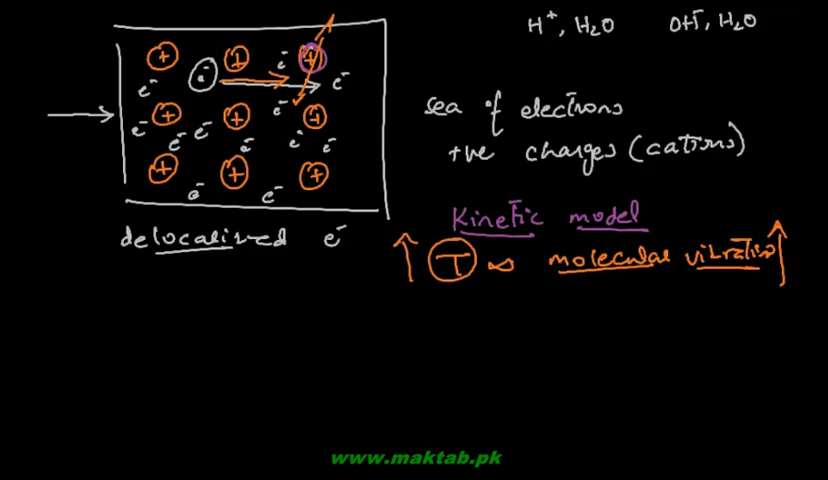 H⁺, H₂O OH⁻, H₂O
+ + e⁻ +
e⁻ e⁻ e⁻
e⁻
sea of electrons
+ + +
e⁻ e⁻ e⁻ e⁻ e⁻ e⁻
+ve charges (cations)
+ + +
e⁻ e⁻
Kinetic model
delocalized e⁻
↑ T ∝ molecular vibration ↑
www.maktab.pk